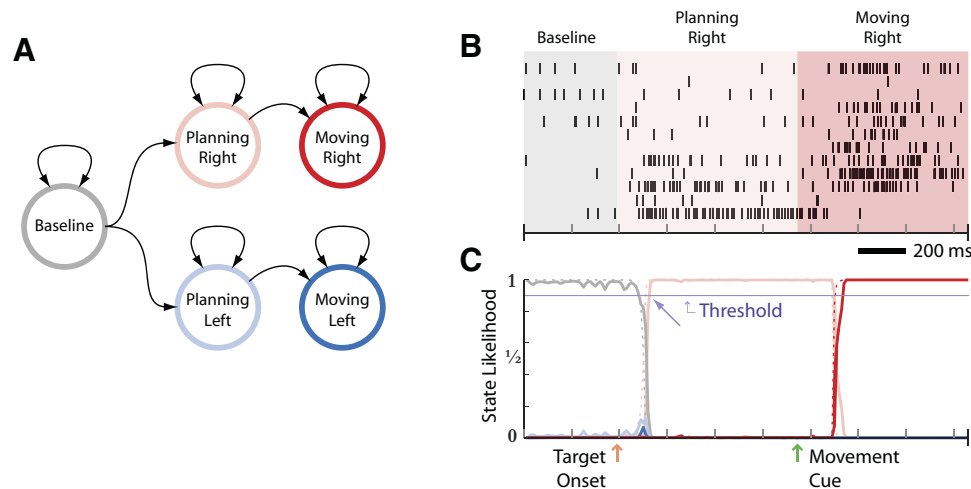 A
Baseline
Planning
Right
Moving
Right
Planning
Left
Moving
Left
B
Baseline
Planning
Right
Moving
Right
200 ms
C
State Likelihood
1
½
0
Threshold
Target
Onset
Movement
Cue